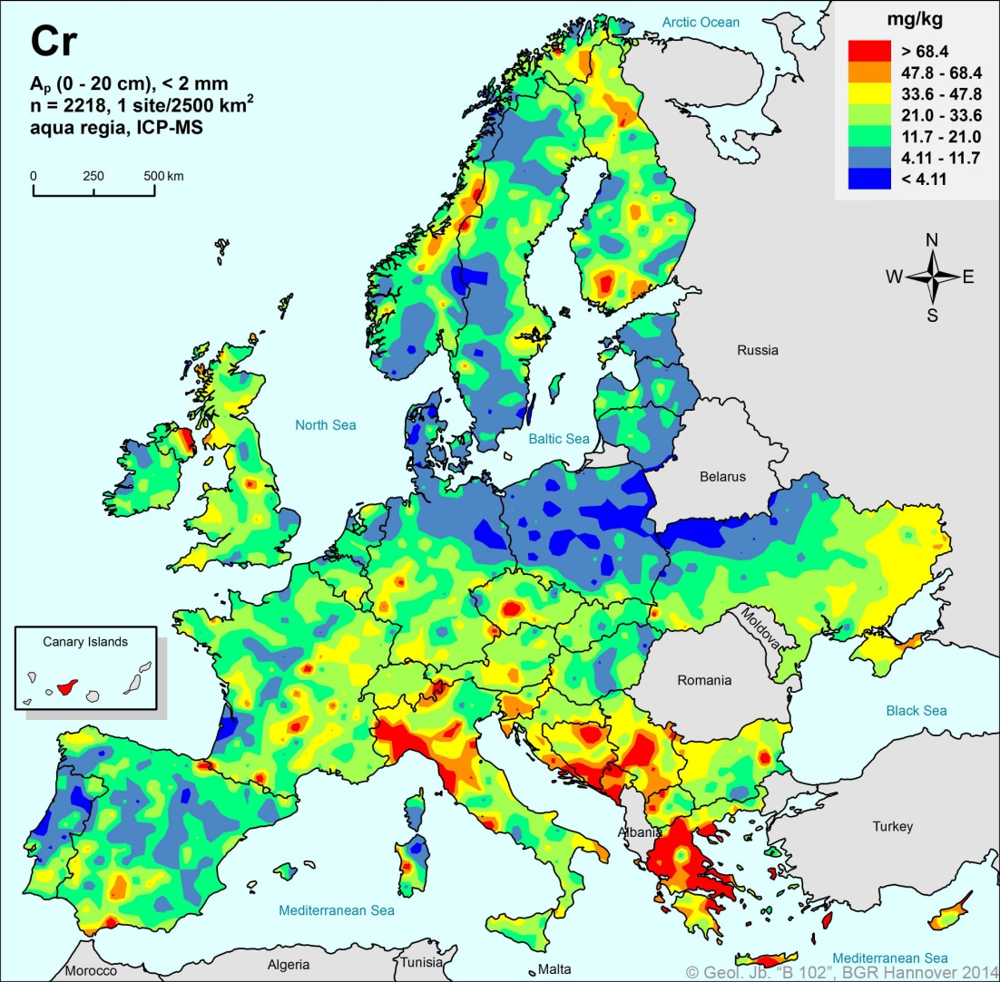 Cr
Aₚ (0 - 20 cm), < 2 mm
n = 2218, 1 site/2500 km²
aqua regia, ICP-MS
0 250 500 km
Arctic Ocean
mg/kg
> 68.4
47.8 - 68.4
33.6 - 47.8
21.0 - 33.6
11.7 - 21.0
4.11 - 11.7
< 4.11
N
W E
S
Russia
North Sea
Baltic Sea
Belarus
Canary Islands
Moldova
Romania
Black Sea
Albania
Turkey
Mediterranean Sea
Mediterranean Sea
Morocco
Algeria
Tunisia
Malta
© Geol. Jb. "B 102", BGR Hannover 2014